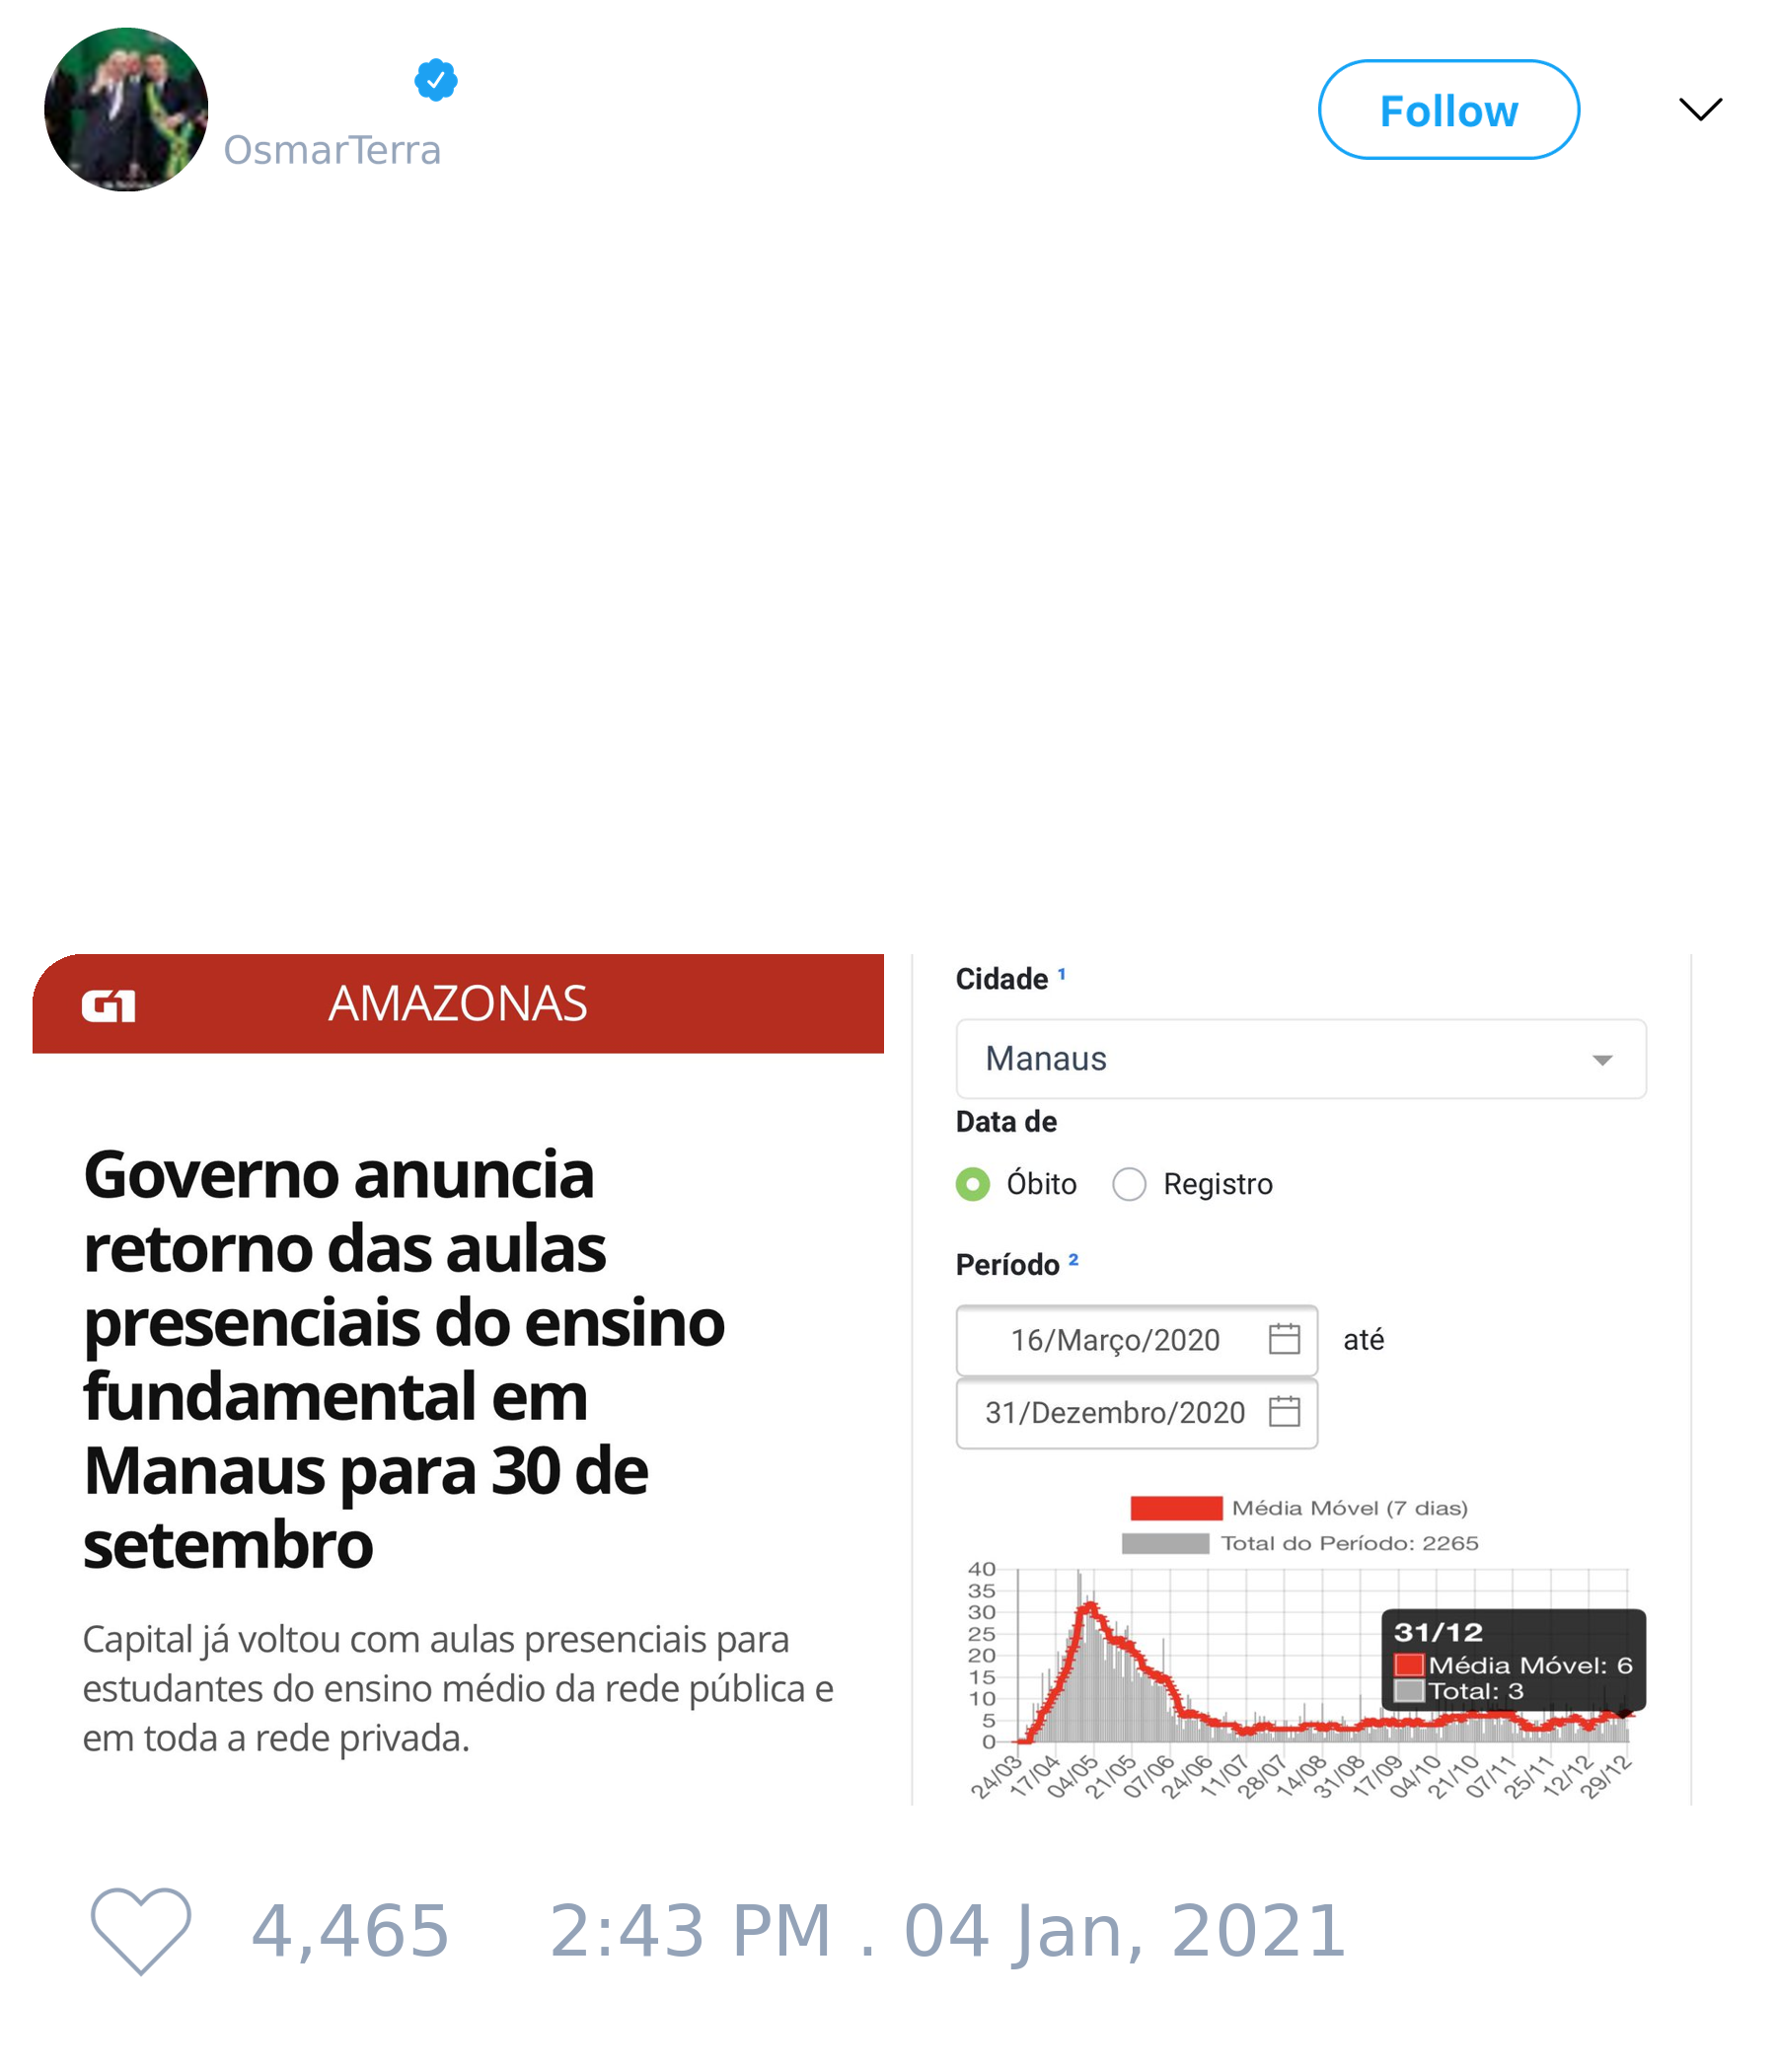 OsmarTerra
Follow
G1 AMAZONAS
Governo anuncia
retorno das aulas
presenciais do ensino
fundamental em
Manaus para 30 de
setembro
Capital já voltou com aulas presenciais para
estudantes do ensino médio da rede pública e
em toda a rede privada.
Cidade 1
Manaus
Data de
Óbito Registro
Período 2
16/Março/2020 até
31/Dezembro/2020
Média Móvel (7 dias)
Total do Período: 2265
40
35
30
25
20
15
10
5
0
31/12
Média Móvel: 6
Total: 3
24/03 17/04 04/05 21/05 07/06 24/06 11/07 28/07 14/08 31/08 17/09 04/10 21/10 07/11 25/11 12/12 29/12
4,465 2:43 PM . 04 Jan, 2021